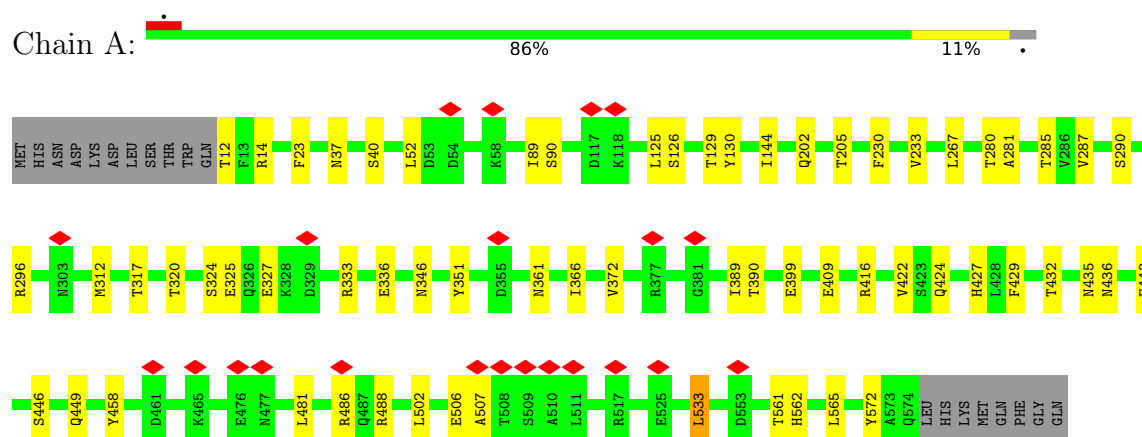 Chain A:
86% 11%
MET HIS ASN ASP LYS ASP LEU SER THR TRP GLN T12 F13 R14 F23 N37 S40 L52 D53 D54 K58 I89 S90 D117 K118 L125 S126 T129 Y130 I144 Q202 T205 F230 V233 L267 T280 A281 T285 V286 V287 S290
R296 N303 M312 T317 T320 S324 E325 Q326 E327 K328 D329 R333 E336 N346 Y351 D355 N361 I366 V372 R377 G381 I389 T390 E399 E409 R416 V422 S423 Q424 H427 L428 F429 T432 N435 N436
S446 Q449 Y458 D461 K465 E476 N477 L481 R486 Q487 R488 L502 E506 A507 T508 S509 A510 L511 R517 E525 L533 D553 T561 H562 L565 Y572 A573 Q574 LEU HIS LYS MET GLN PHE GLY GLN